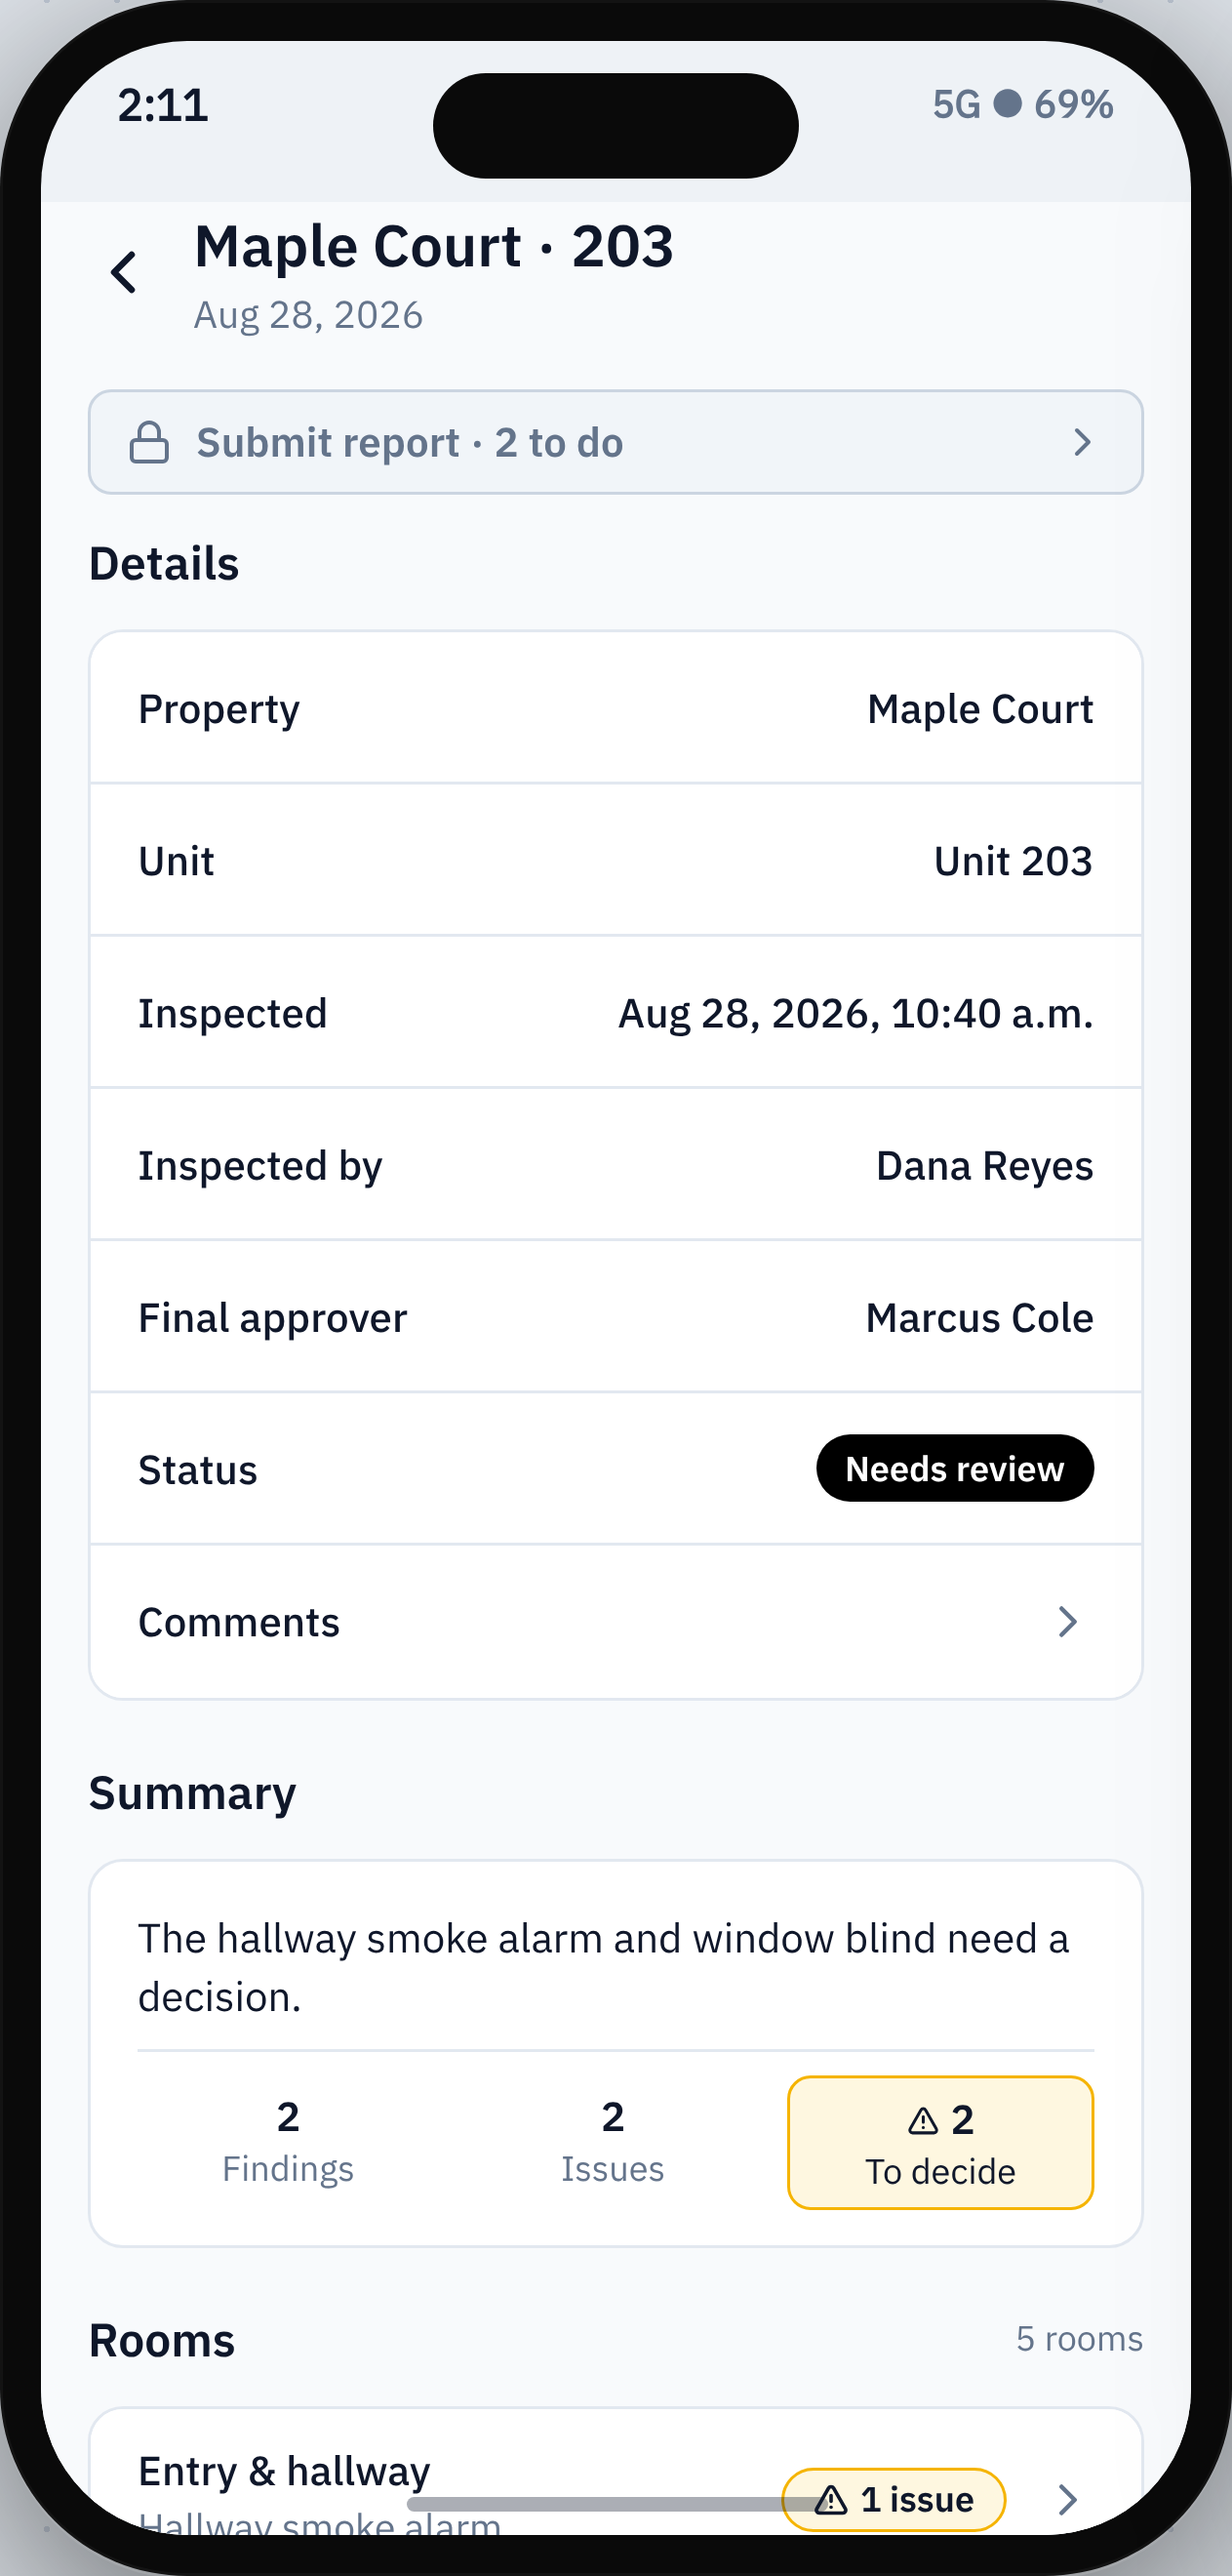 2:11
5G 69%
Maple Court · 203
Aug 28, 2026
Submit report · 2 to do
Details
Property Maple Court
Unit Unit 203
Inspected Aug 28, 2026, 10:40 a.m.
Inspected by Dana Reyes
Final approver Marcus Cole
Status Needs review
Comments
Summary
The hallway smoke alarm and window blind need a
decision.
2 2 2
Findings Issues To decide
Rooms 5 rooms
Entry & hallway
1 issue
Hallway smoke alarm